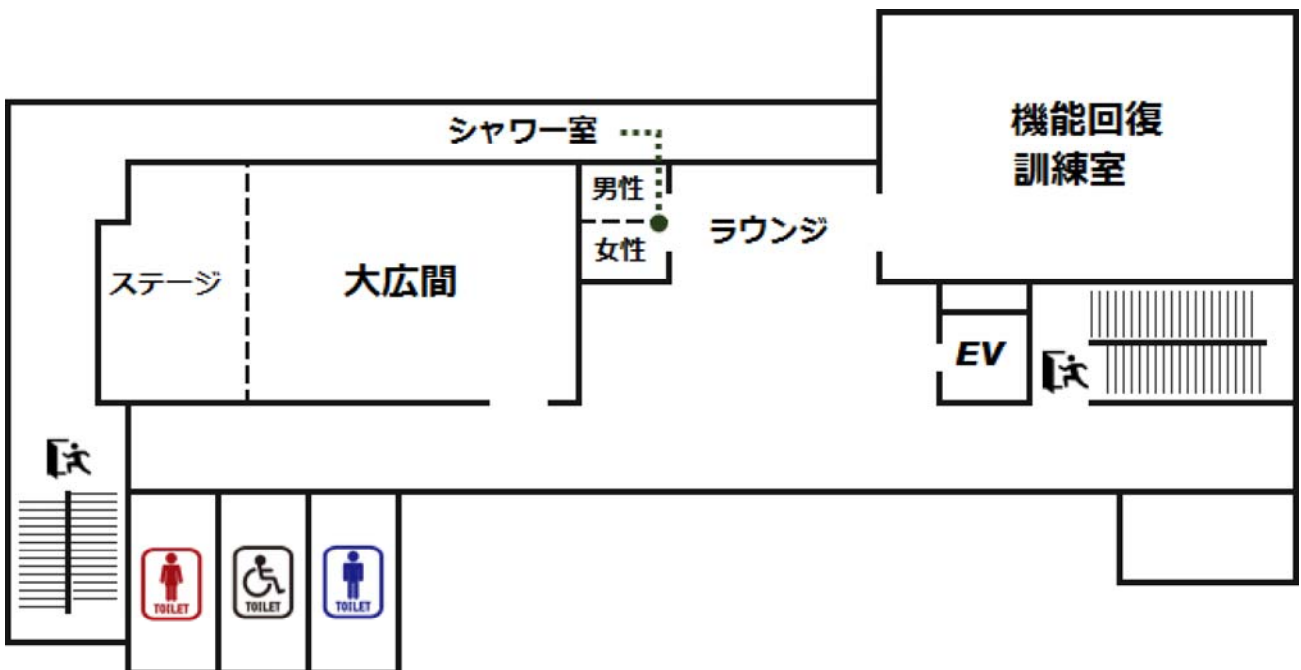 シャワー室
機能回復
訓練室
男性
女性
ラウンジ
ステージ
大広間
EV
TOILET
TOILET
TOILET